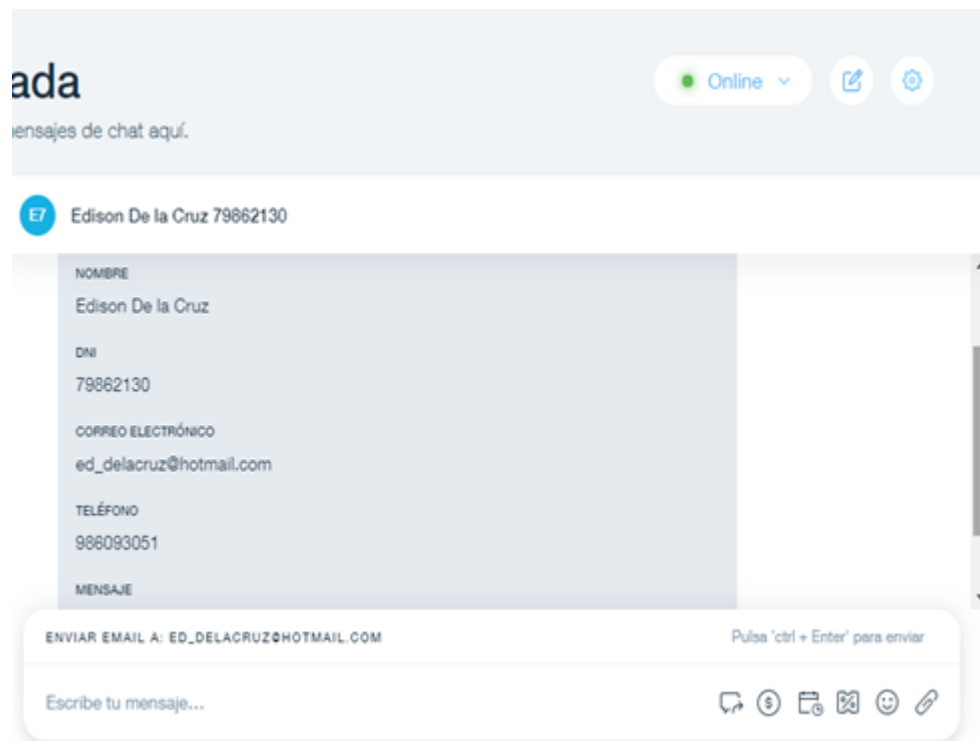 ada
Online
ensajes de chat aquí.
E7
Edison De la Cruz 79862130
NOMBRE
Edison De la Cruz
DNI
79862130
CORREO ELECTRÓNICO
ed_delacruz@hotmail.com
TELÉFONO
986093051
MENSAJE
ENVIAR EMAIL A: ED_DELACRUZ@HOTMAIL.COM
Pulsa 'ctrl + Enter' para enviar
Escribe tu mensaje...